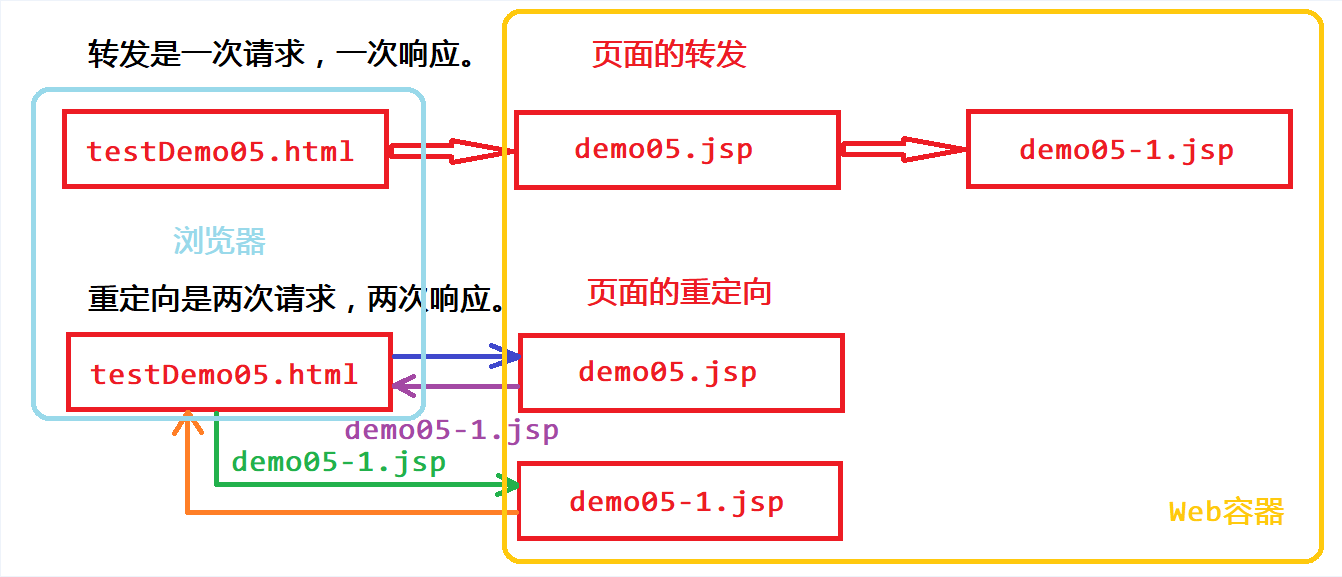 转发是一次请求，一次响应。
页面的转发
testDemo05.html
demo05.jsp
demo05-1.jsp
浏览器
重定向是两次请求，两次响应。
页面的重定向
testDemo05.html
demo05.jsp
demo05-1.jsp
demo05-1.jsp
demo05-1.jsp
Web容器